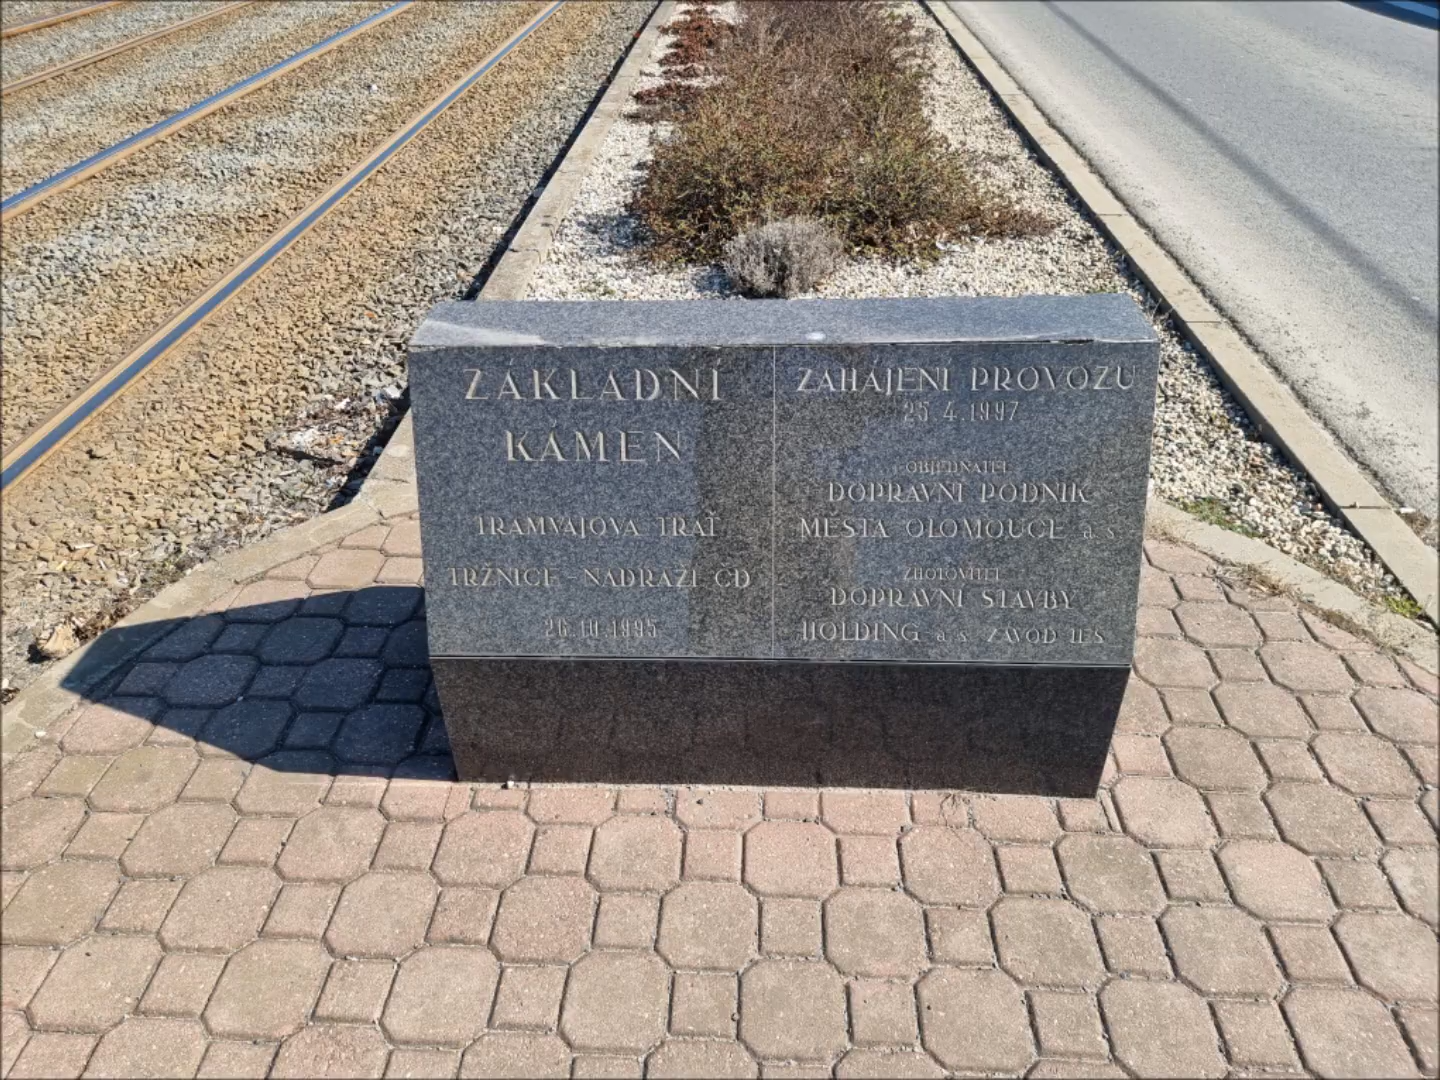 ZÁKLADNÍ
KÁMEN
TRAMVAJOVÁ TRAŤ
TRŽNICE - NÁDRAŽÍ ČD
26.10.1995
ZAHÁJENÍ PROVOZU
25.4.1997
OBJEDNATEL
DOPRAVNÍ PODNIK
MĚSTA OLOMOUCE a.s
ZHOTOVITEL
DOPRAVNÍ STAVBY
HOLDING a.s ZÁVOD IES